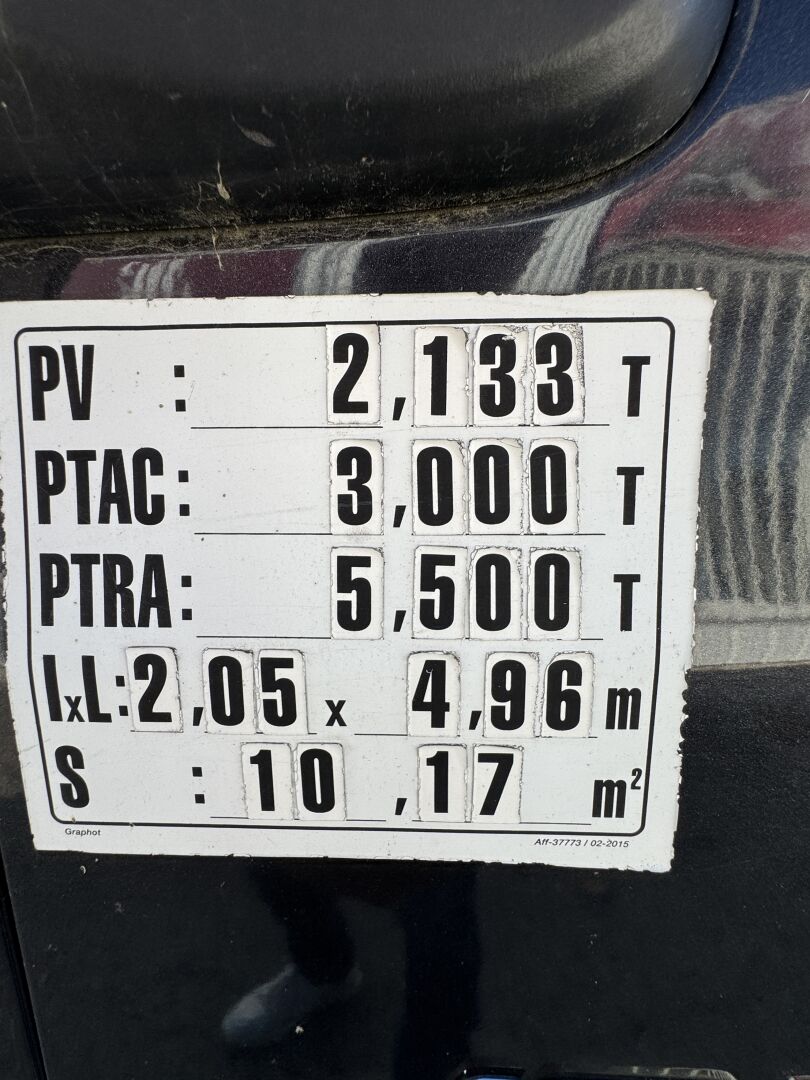 PV : 2,133 T
PTAC : 3,000 T
PTRA : 5,500 T
lxL : 2,05 x 4,96 m
S : 10,17 m²
Graphot
Aff-37773 / 02-2015